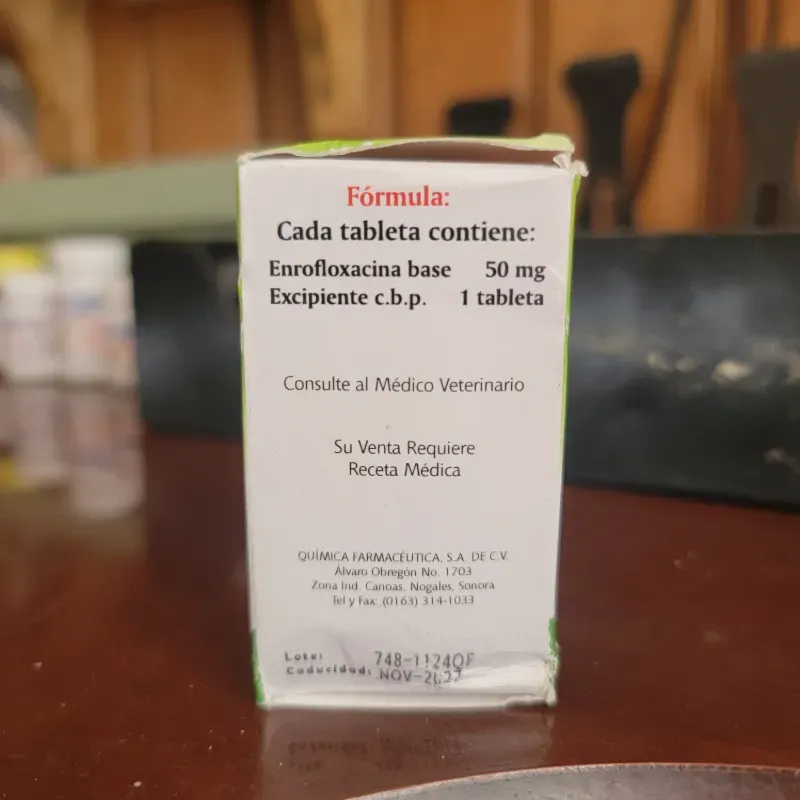 Fórmula:
Cada tableta contiene:
Enrofloxacina base 50 mg
Excipiente c.b.p. 1 tableta
Consulte al Médico Veterinario
Su Venta Requiere
Receta Médica
QUÍMICA FARMACÉUTICA, S.A. DE C.V.
Álvaro Obregón No. 1703
Zona Ind. Canoas, Nogales, Sonora
Tel y Fax: (0163) 314-1033
Lote: 748-1124QF
Caducidad: